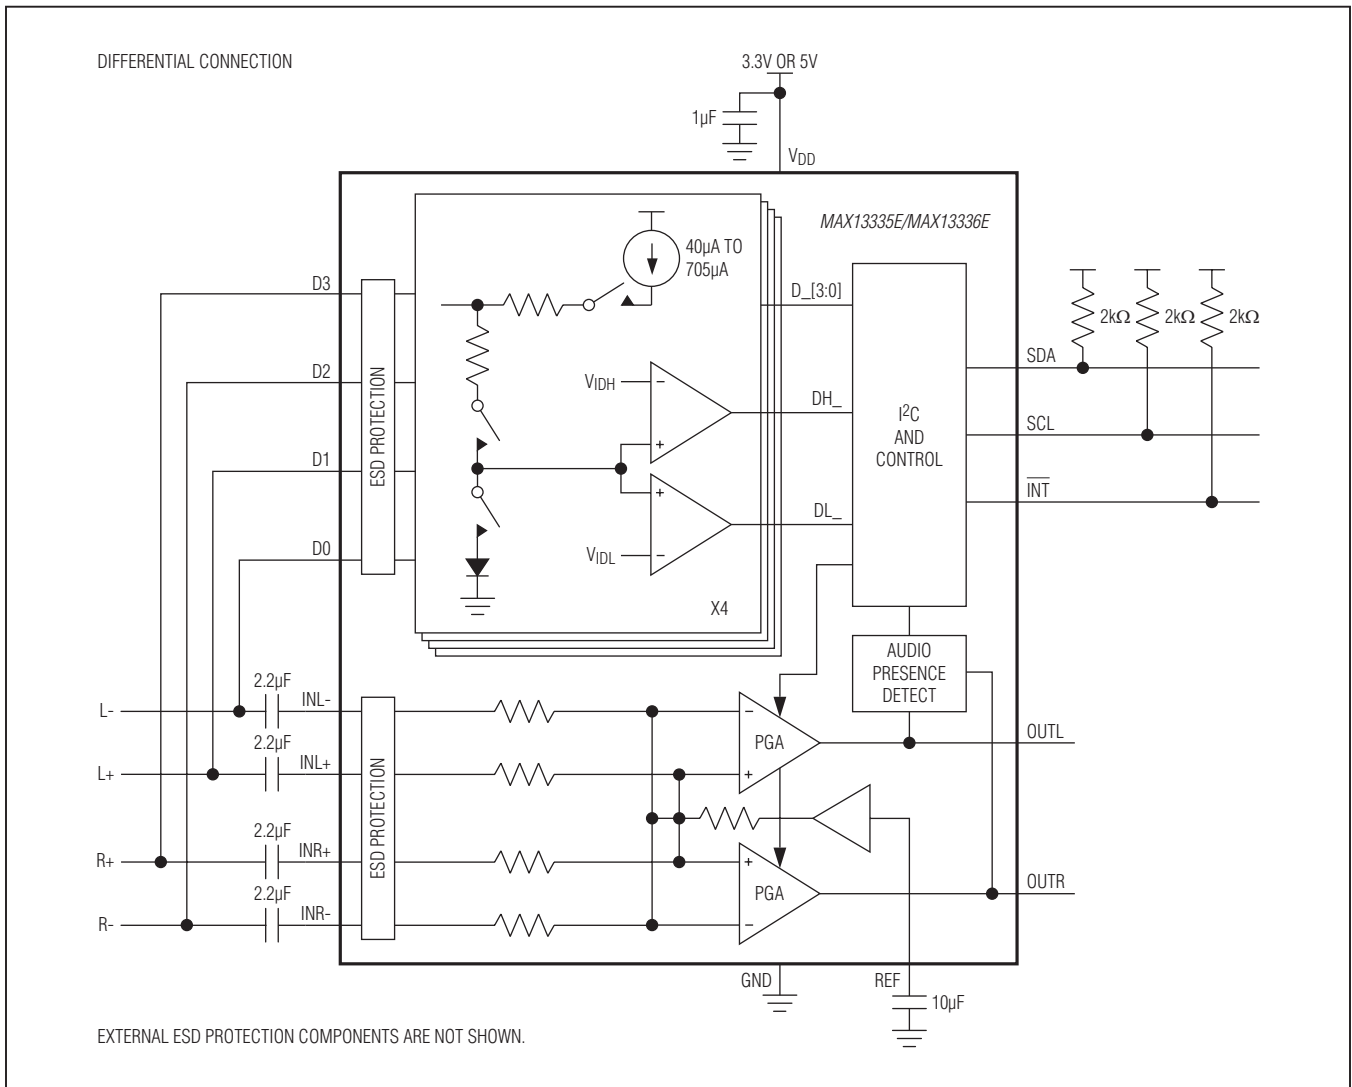 DIFFERENTIAL CONNECTION
3.3V OR 5V
1µF
VDD
MAX13335E/MAX13336E
40µA TO
705µA
D3
D_[3:0]
2kΩ
2kΩ
2kΩ
SDA
D2
ESD PROTECTION
VIDH
−
DH_
I2C
AND
CONTROL
SCL
+
D1
INT
+
DL_
D0
VIDL
−
X4
AUDIO
PRESENCE
DETECT
2.2µF
L-
INL-
−
PGA
OUTL
2.2µF
L+
INL+
+
ESD PROTECTION
2.2µF
R+
INR+
+
PGA
OUTR
2.2µF
R-
INR-
−
GND
REF
10µF
EXTERNAL ESD PROTECTION COMPONENTS ARE NOT SHOWN.